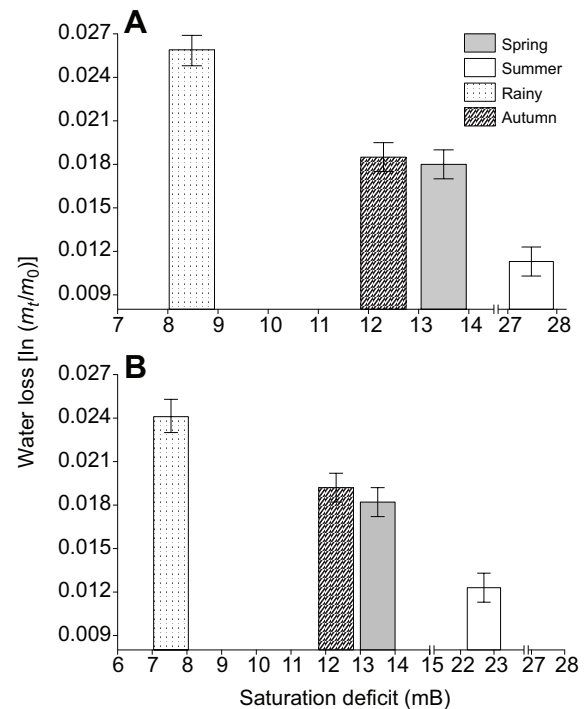 A
0.027
0.024
0.021
0.018
0.015
0.012
0.009
Spring
Summer
Rainy
Autumn
7 8 9 10 11 12 13 14 27 28
B
0.027
0.024
0.021
0.018
0.015
0.012
0.009
6 7 8 9 10 11 12 13 14 15 22 23 27 28
Water loss [ln (mt/m0)]
Saturation deficit (mB)